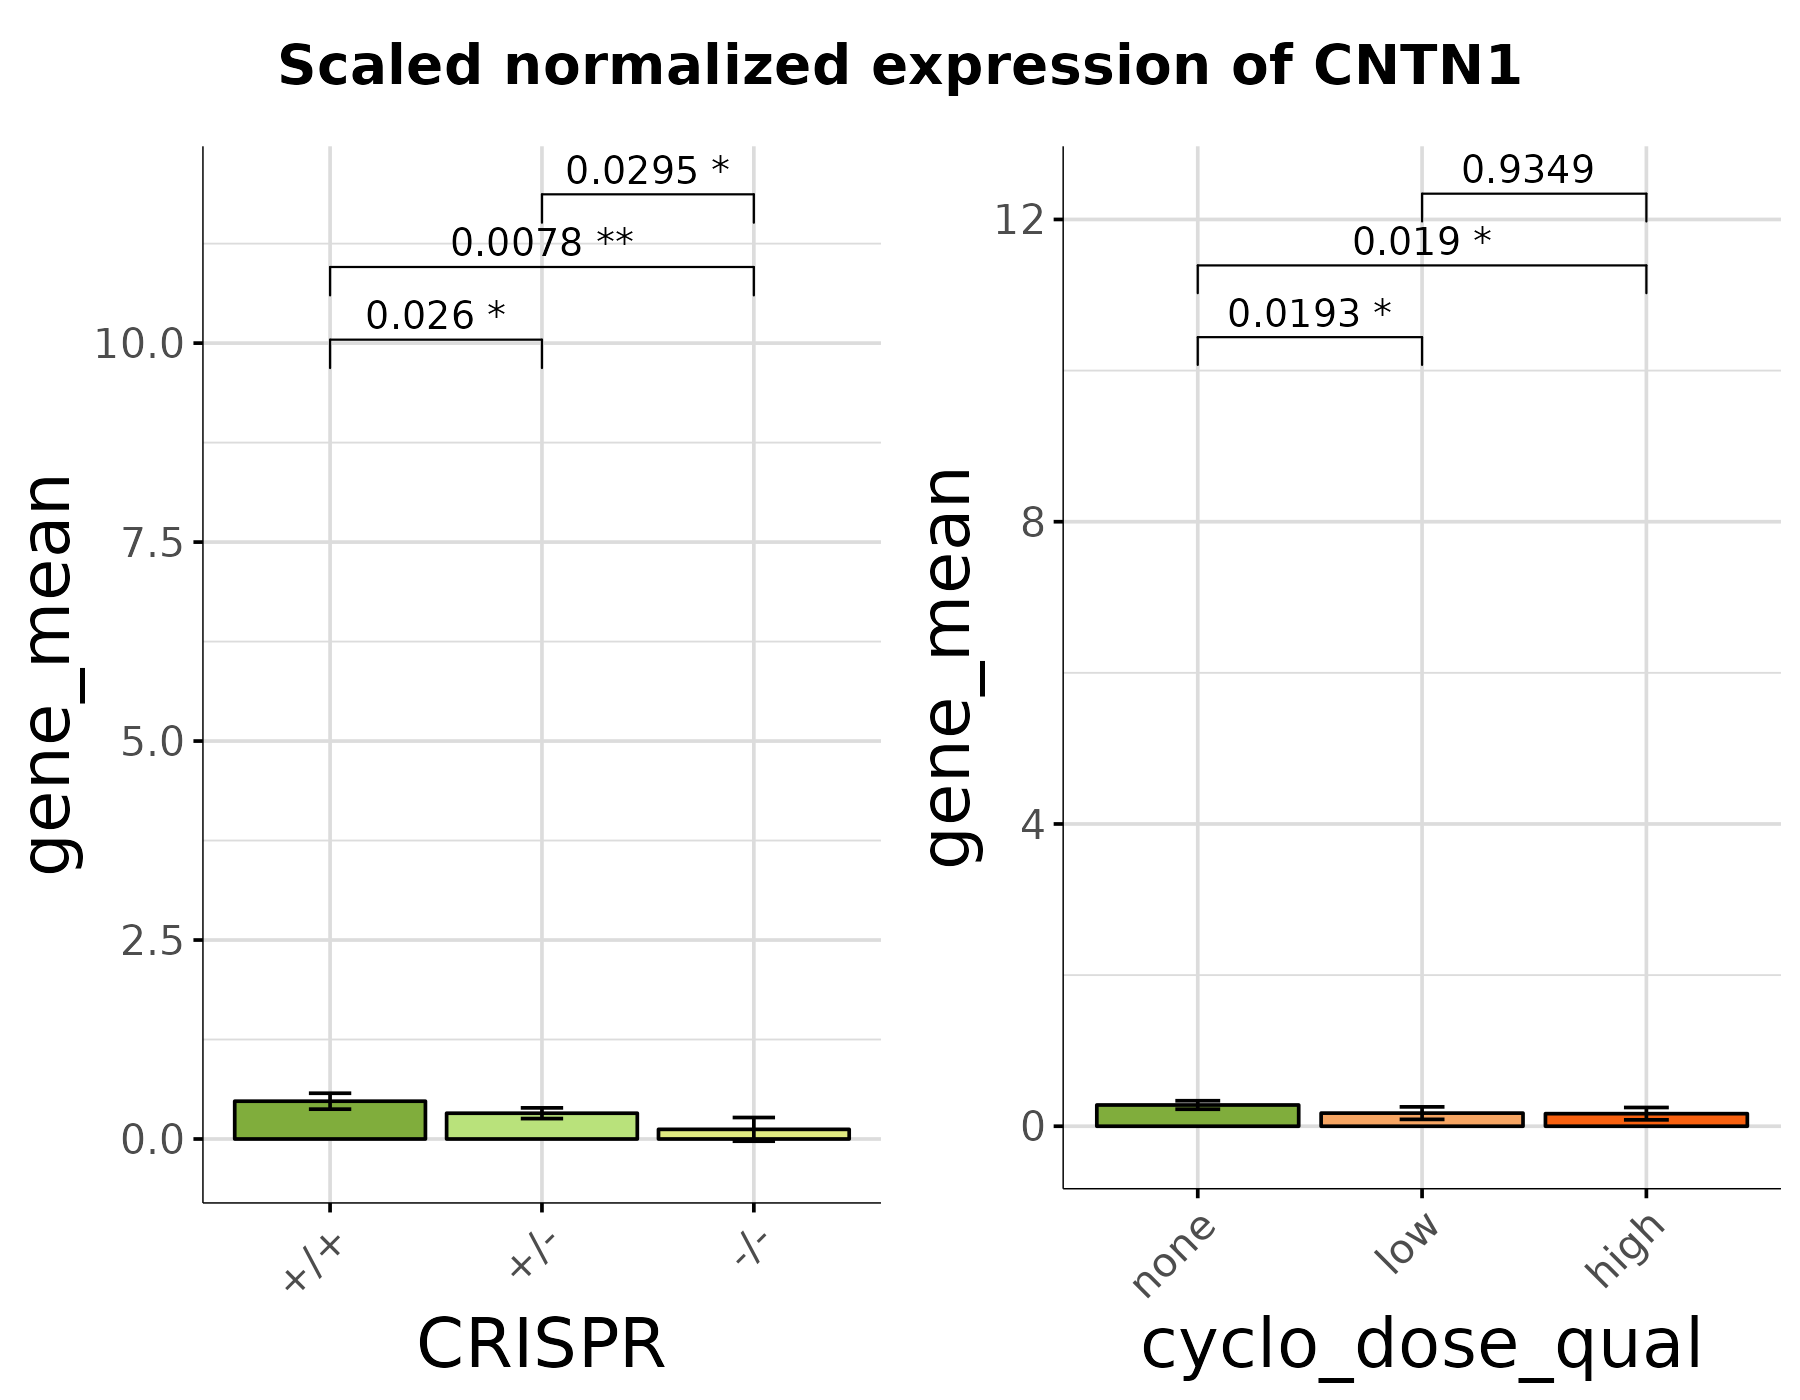 Scaled normalized expression of CNTN1
0.0295 *
0.0078 **
0.026 *
10.0
7.5
5.0
2.5
0.0
gene_mean
+/+
+/-
-/-
CRISPR
0.9349
0.019 *
0.0193 *
12
8
4
0
gene_mean
none
low
high
cyclo_dose_qual